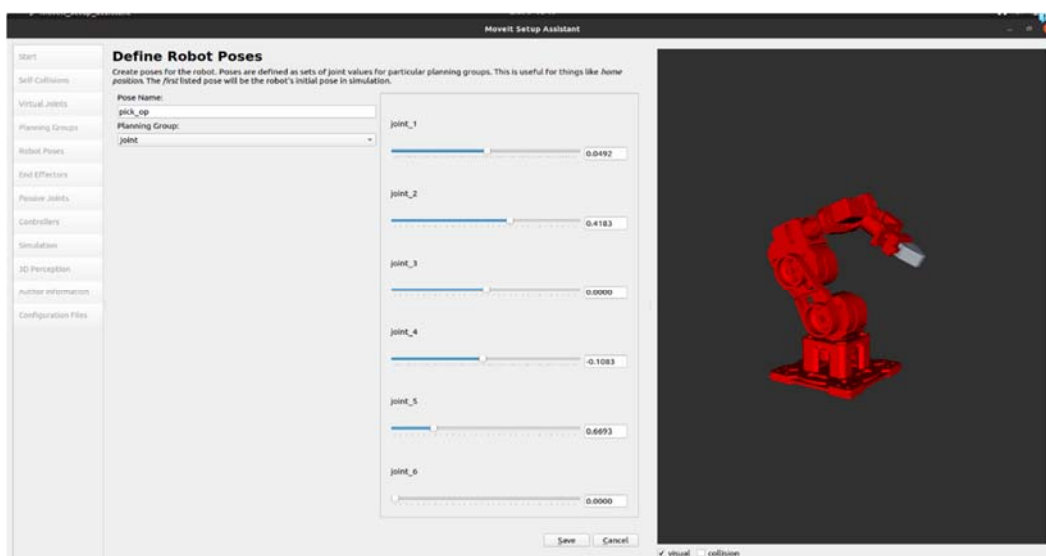 MoveIt Setup Assistant
Start
Self-Collisions
Virtual Joints
Planning Groups
Robot Poses
End Effectors
Passive Joints
Controllers
Simulation
3D Perception
Author Information
Configuration Files
Define Robot Poses
Create poses for the robot. Poses are defined as sets of joint values for particular planning groups. This is useful for things like home
position. The first listed pose will be the robot's initial pose in simulation.
Pose Name:
pick_op
Planning Group:
joint
joint_1
0.0492
joint_2
0.4183
joint_3
0.0000
joint_4
-0.1083
joint_5
0.6693
joint_6
0.0000
Save Cancel
visual collision